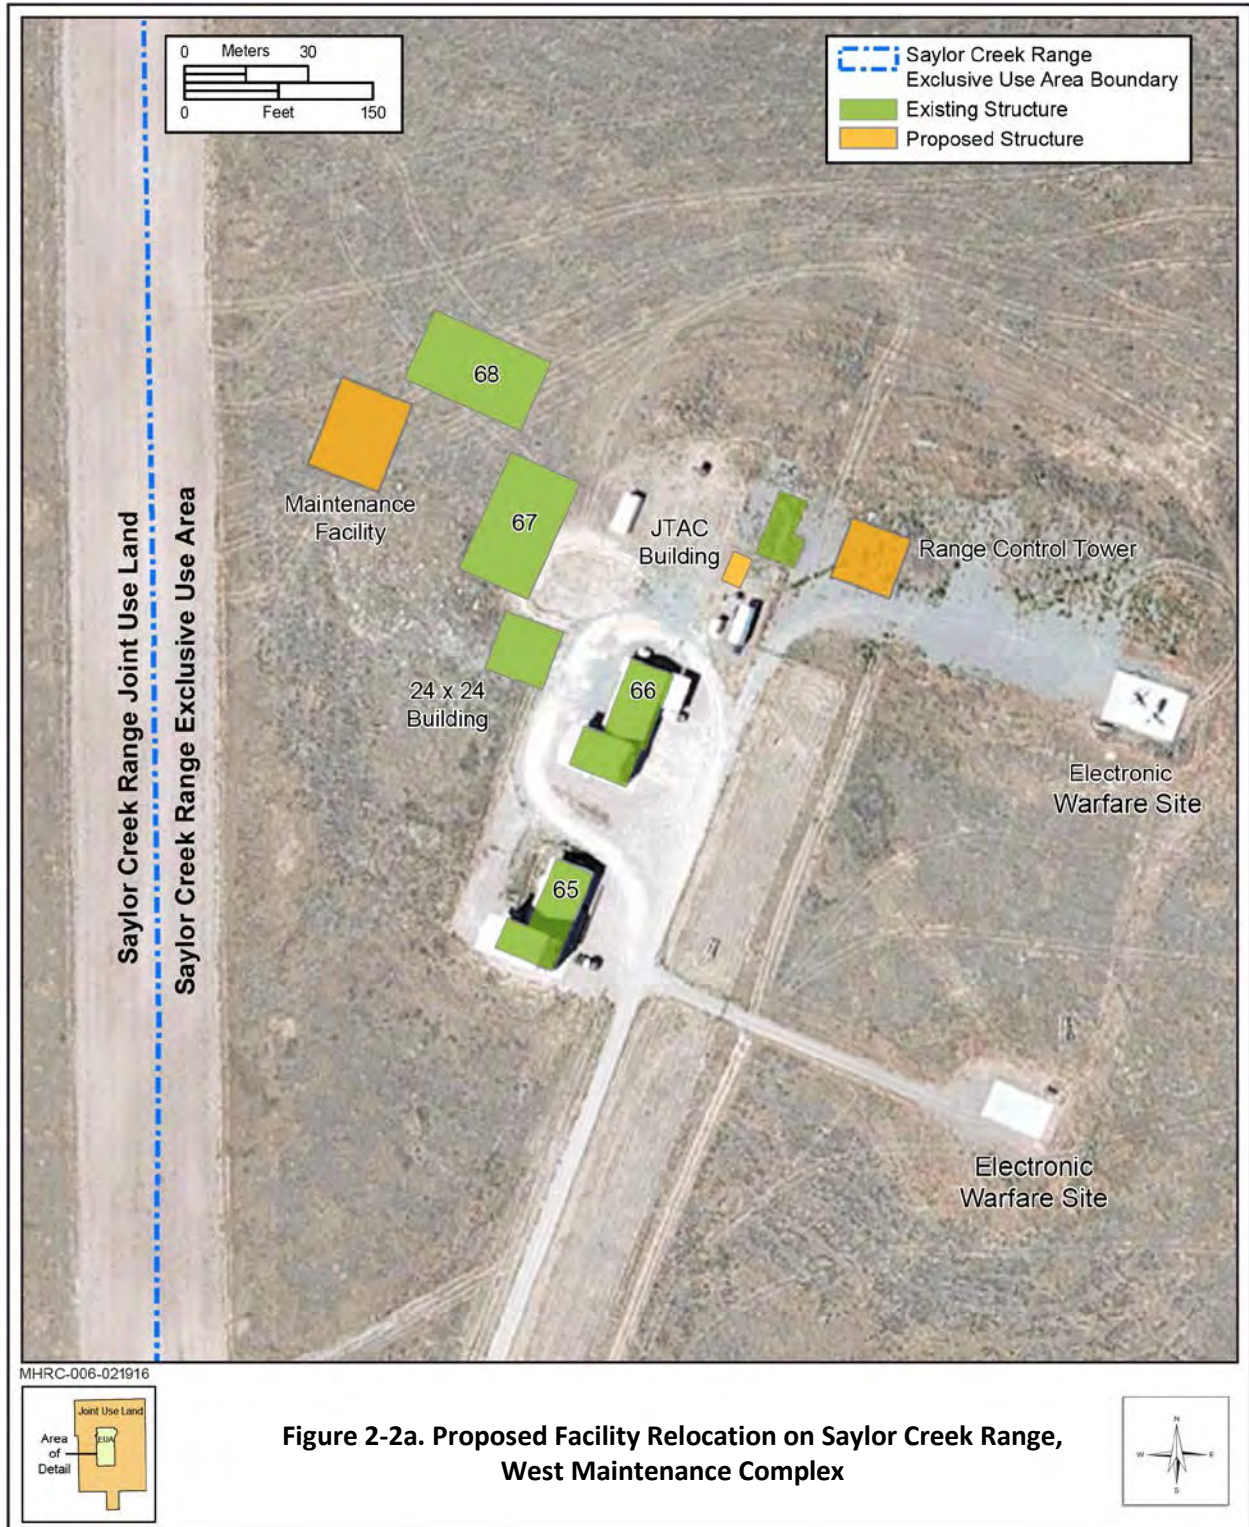 0 Meters 30
0 Feet 150
Saylor Creek Range
Exclusive Use Area Boundary
Existing Structure
Proposed Structure
68
Maintenance
Facility
67
JTAC
Building
Range Control Tower
24 x 24
Building
66
Electronic
Warfare Site
65
Electronic
Warfare Site
Saylor Creek Range Joint Use Land
Saylor Creek Range Exclusive Use Area
MHRC-006-021916
Joint Use Land
EUA
Area
of
Detail
Figure 2-2a. Proposed Facility Relocation on Saylor Creek Range,
West Maintenance Complex
N
W E
S